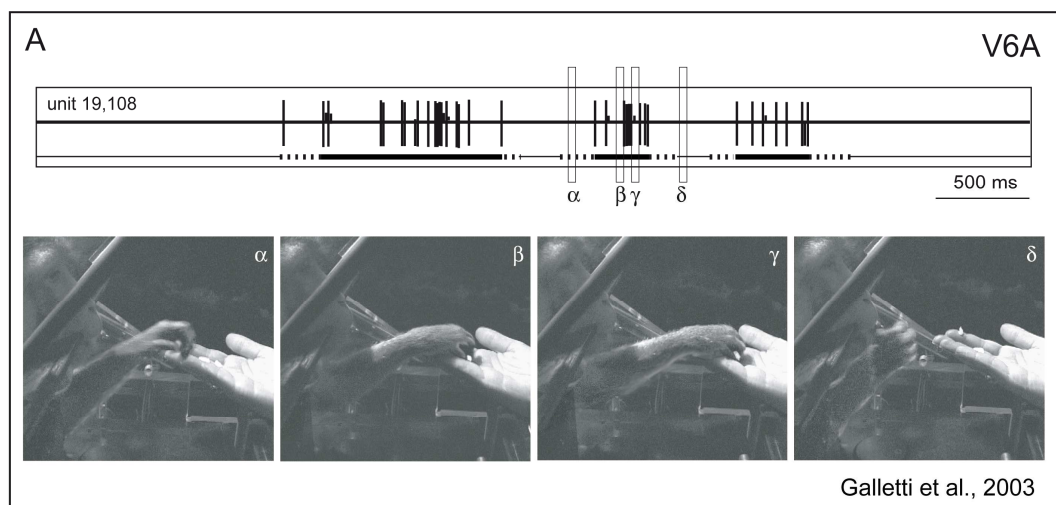 A
V6A
unit 19,108
500 ms
α β γ δ
α β γ δ
Galletti et al., 2003